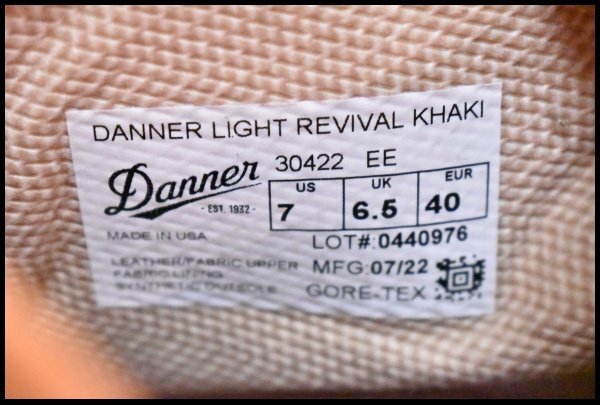 DANNER LIGHT REVIVAL KHAKI
Danner
- EST. 1932 -
30422 EE
US UK EUR
7 6.5 40
MADE IN USA
LOT#:0440976
LEATHER/FABRIC UPPER
MFG:07/22
FABRIC LINING
SYNTHETIC OUTSOLE
GORE-TEX